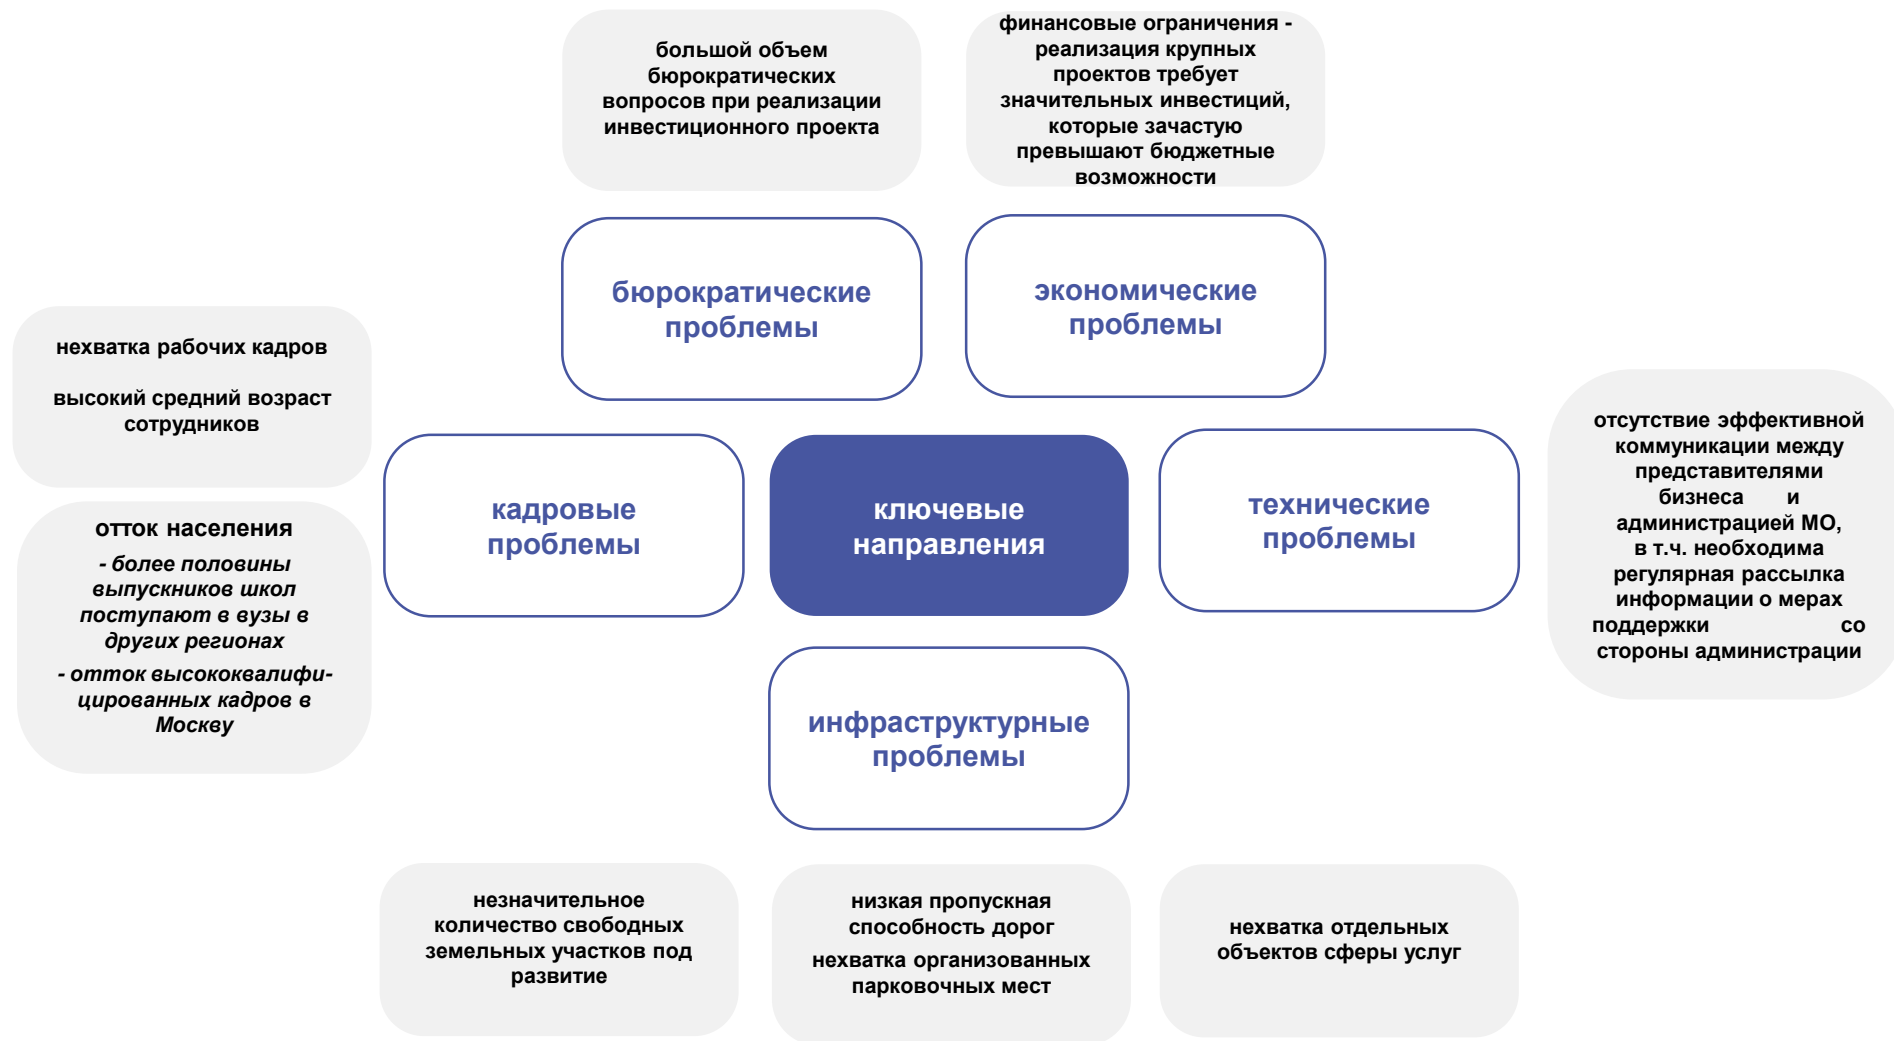 большой объем
бюрократических
вопросов при реализации
инвестиционного проекта
финансовые ограничения -
реализация крупных
проектов требует
значительных инвестиций,
которые зачастую
превышают бюджетные
возможности
бюрократические
проблемы
экономические
проблемы
нехватка рабочих кадров
высокий средний возраст
сотрудников
отток населения
- более половины
выпускников школ
поступают в вузы в
других регионах
- отток высококвалифи-
цированных кадров в
Москву
кадровые
проблемы
ключевые
направления
технические
проблемы
отсутствие эффективной
коммуникации между
представителями
бизнеса и
администрацией МО,
в т.ч. необходима
регулярная рассылка
информации о мерах
поддержки со
стороны администрации
инфраструктурные
проблемы
незначительное
количество свободных
земельных участков под
развитие
низкая пропускная
способность дорог
нехватка организованных
парковочных мест
нехватка отдельных
объектов сферы услуг